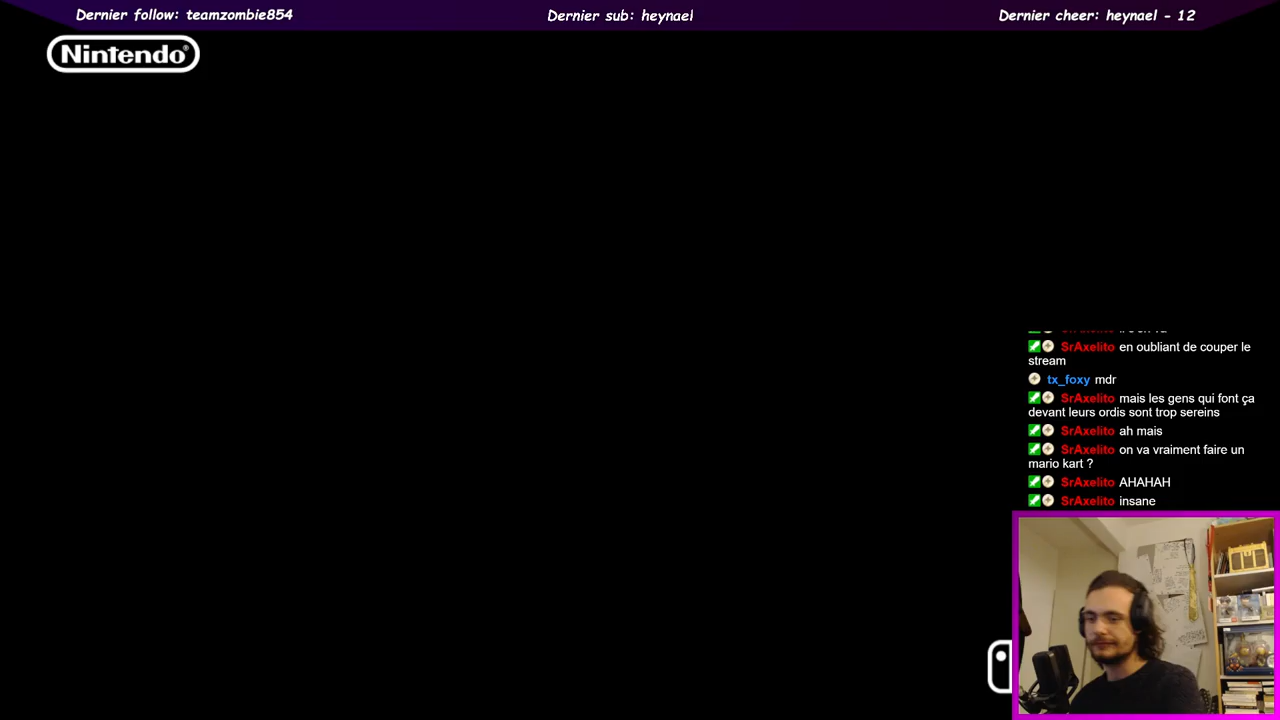 Dernier follow: teamzombie854
Dernier sub: heynael
Dernier cheer: heynael - 12
Nintendo®
SrAxelito en oubliant de couper le
stream
tx_foxy mdr
SrAxelito mais les gens qui font ça
devant leurs ordis sont trop sereins
SrAxelito ah mais
SrAxelito on va vraiment faire un
mario kart ?
SrAxelito AHAHAH
SrAxelito insane